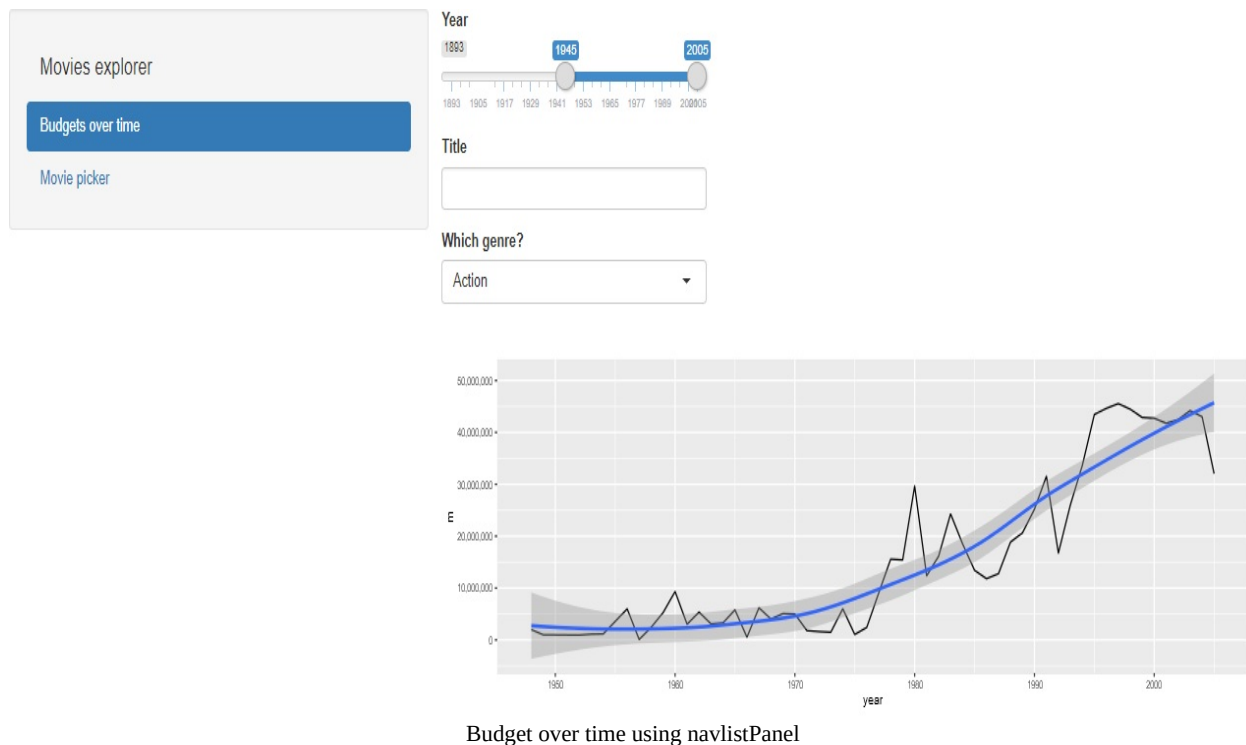 Movies explorer
Budgets over time
Movie picker
Year
1893
1945 2005
1893 1905 1917 1929 1941 1953 1965 1977 1989 2001 2005
Title
Which genre?
Action
50,000,000
40,000,000
30,000,000
m
20,000,000
10,000,000
0
1950 1960 1970 1980 1990 2000
year
Budget over time using navlistPanel